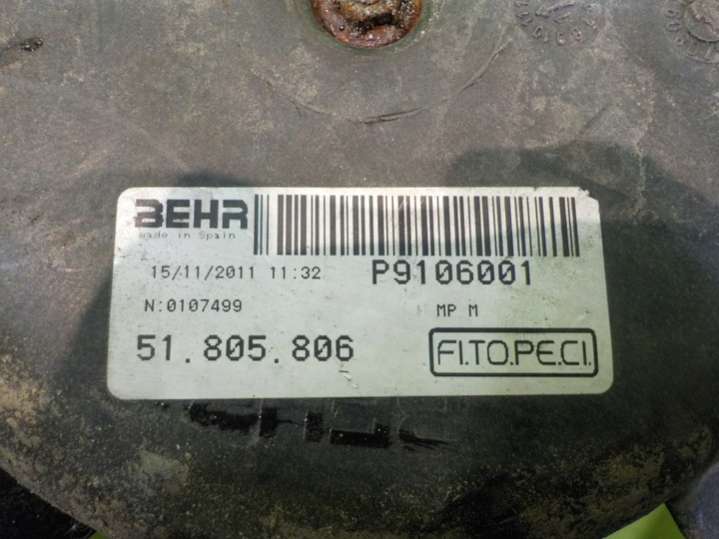 BEHR
made in Spain
15/11/2011 11:32
P9106001
N:0107499
MP M
51.805.806
FI.TO.PE.CI.